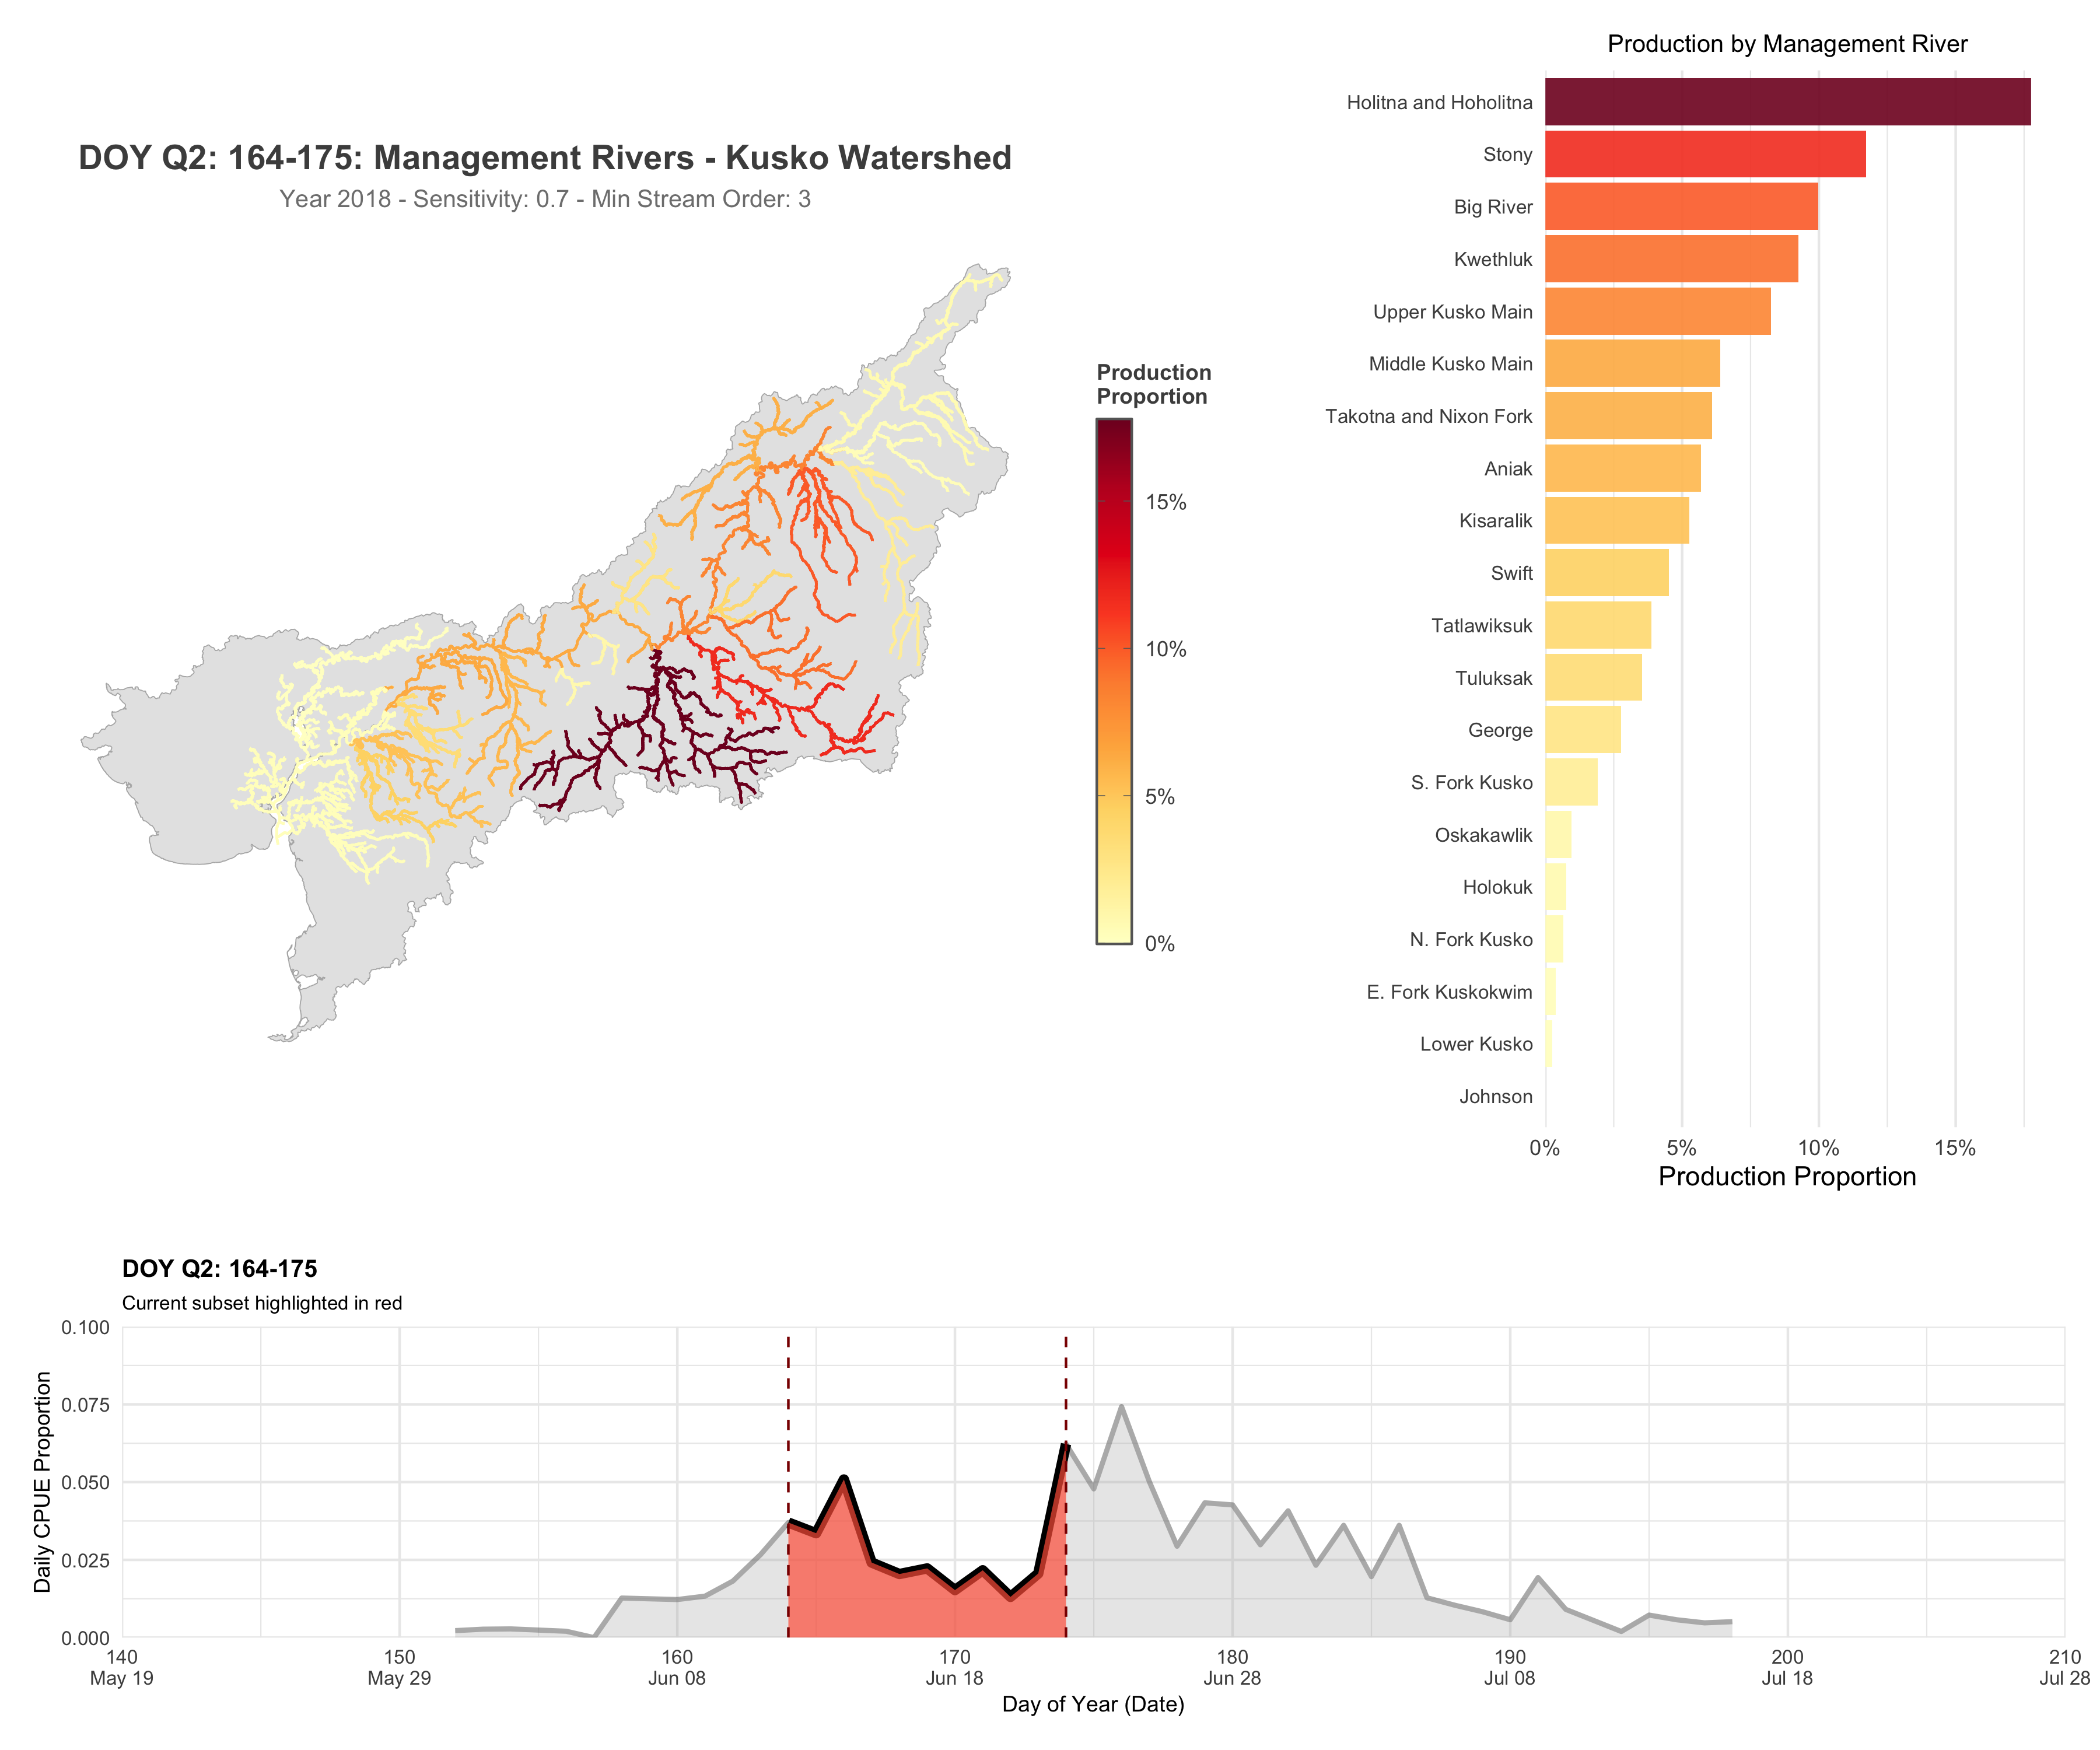 DOY Q2: 164-175: Management Rivers - Kusko Watershed
Year 2018 - Sensitivity: 0.7 - Min Stream Order: 3
Production
Proportion
15%
10%
5%
0%
Production by Management River
Holitna and Hoholitna
Stony
Big River
Kwethluk
Upper Kusko Main
Middle Kusko Main
Takotna and Nixon Fork
Aniak
Kisaralik
Swift
Tatlawiksuk
Tuluksak
George
S. Fork Kusko
Oskakawlik
Holokuk
N. Fork Kusko
E. Fork Kuskokwim
Lower Kusko
Johnson
0% 5% 10% 15%
Production Proportion
DOY Q2: 164-175
Current subset highlighted in red
Daily CPUE Proportion
0.100
0.075
0.050
0.025
0.000
140 150 160 170 180 190 200 210
May 19 May 29 Jun 08 Jun 18 Jun 28 Jul 08 Jul 18 Jul 28
Day of Year (Date)